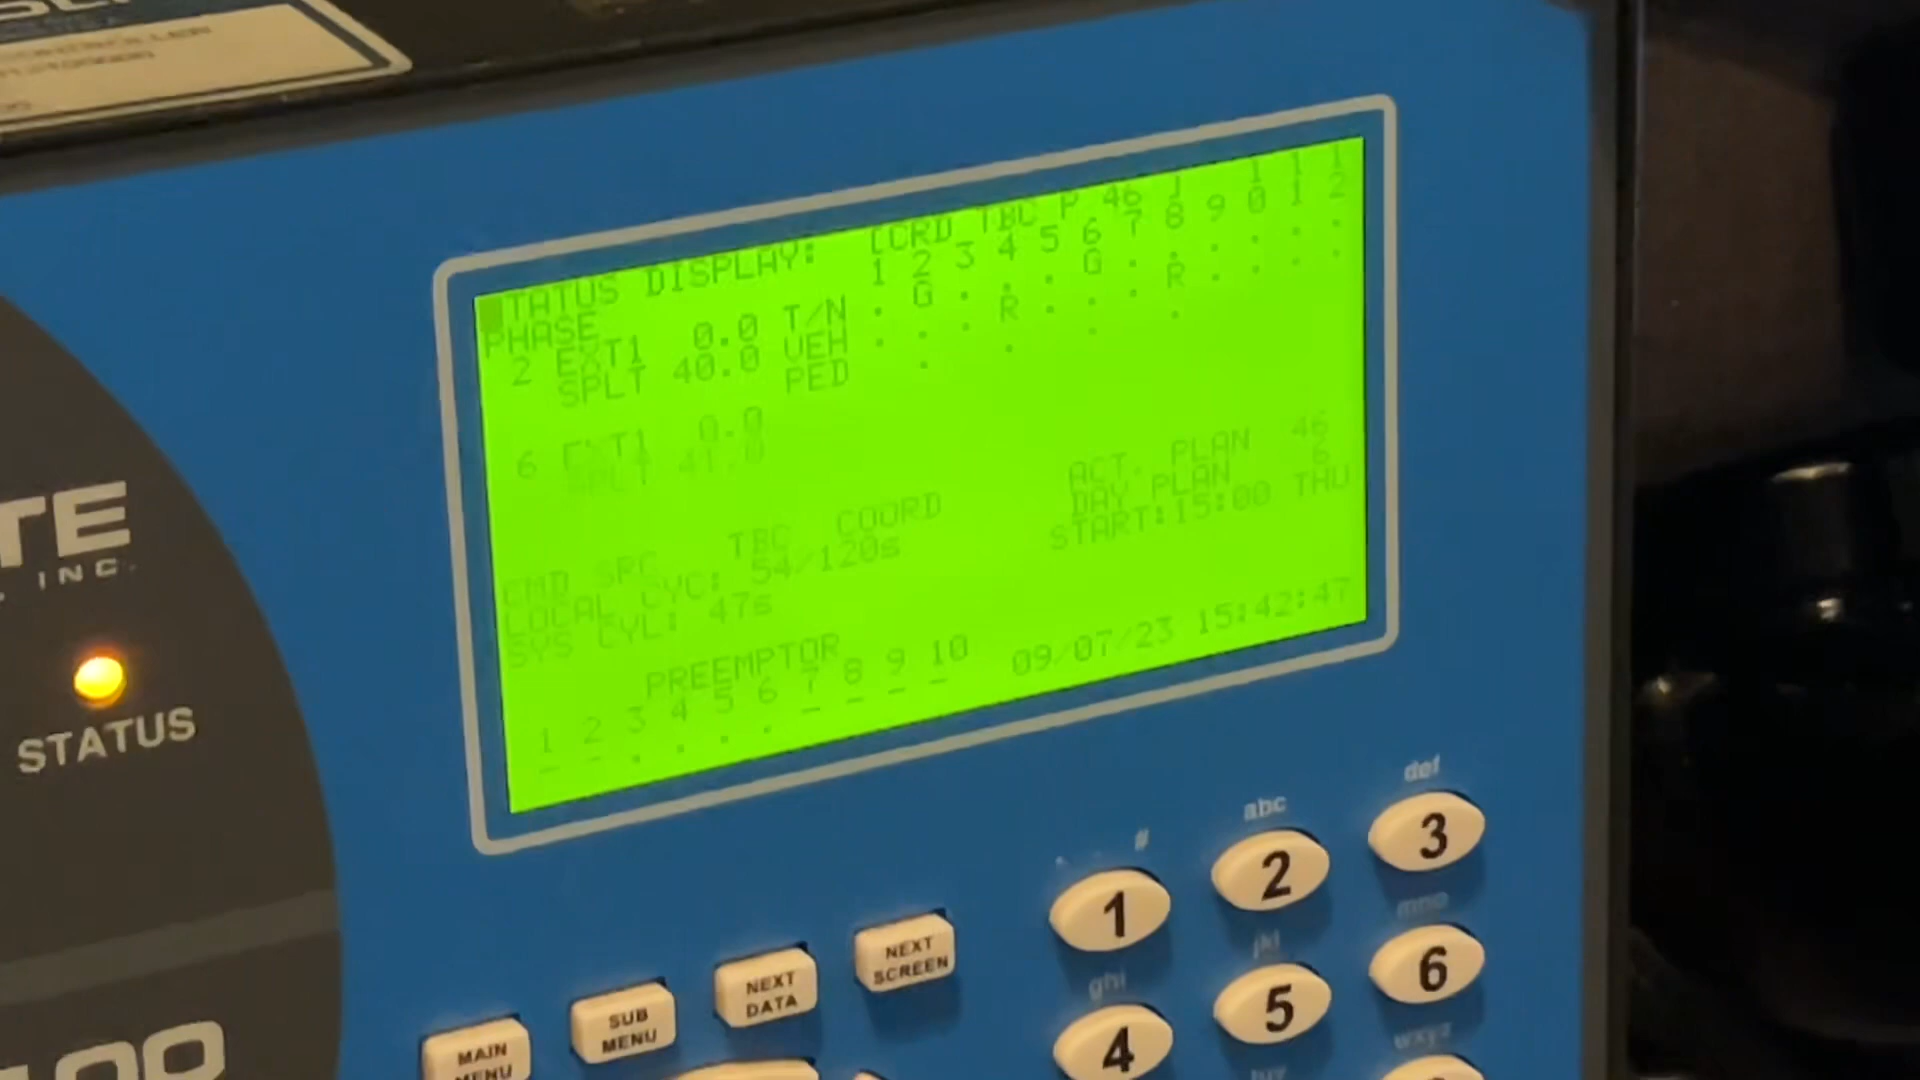 STATUS DISPLAY: [CRD TBC P 46 1 1 1 1
PHASE 1 2 3 4 5 6 7 8 9 0 1 2
2 EXT1 0.0 T/N . G . . . G . . . . . .
SPLT 40.0 VEH . . . R . . . R . . . .
PED . . . .
6 EXT1 0.0
SPLT 41.0
ACT. PLAN 46
DAY PLAN 6
CMD SRC TBC COORD START:15:00 THU
LOCAL CYC: 54/120s
SYS CYL: 47s
PREEMPTOR 09/07/23 15:42:47
1 2 3 4 5 6 7 8 9 10
_ _ . . . . _ _ _ _
TE
INC.
STATUS
00
MAIN MENU
SUB
MENU
NEXT
DATA
NEXT
SCREEN
#
1
abc
2
def
3
ghi
4
jkl
5
mno
6
wxyz